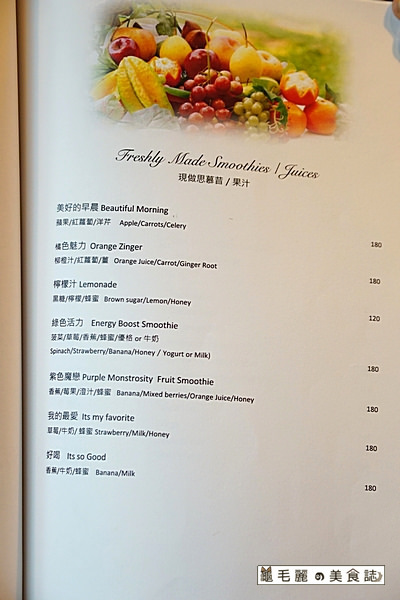 Freshly Made Smoothies / Juices
現做思慕昔 / 果汁
美好的早晨 Beautiful Morning
蘋果/紅蘿蔔/洋芹 Apple/Carrots/Celery
180
橘色魅力 Orange Zinger
柳橙汁/紅蘿蔔/薑 Orange Juice/Carrot/Ginger Root
180
檸檬汁 Lemonade
黑糖/檸檬/蜂蜜 Brown sugar/Lemon/Honey
120
綠色活力 Energy Boost Smoothie
菠菜/草莓/香蕉/蜂蜜/優格 or 牛奶
Spinach/Strawberry/Banana/Honey / Yogurt or Milk)
180
紫色魔戀 Purple Monstrosity Fruit Smoothie
香蕉/莓果/澄汁/蜂蜜 Banana/Mixed berries/Orange Juice/Honey
180
我的最愛 Its my favorite
草莓/牛奶/ 蜂蜜 Strawberry/Milk/Honey
180
好喝 Its so Good
香蕉/牛奶/蜂蜜 Banana/Milk
180
龜毛麗の美食誌